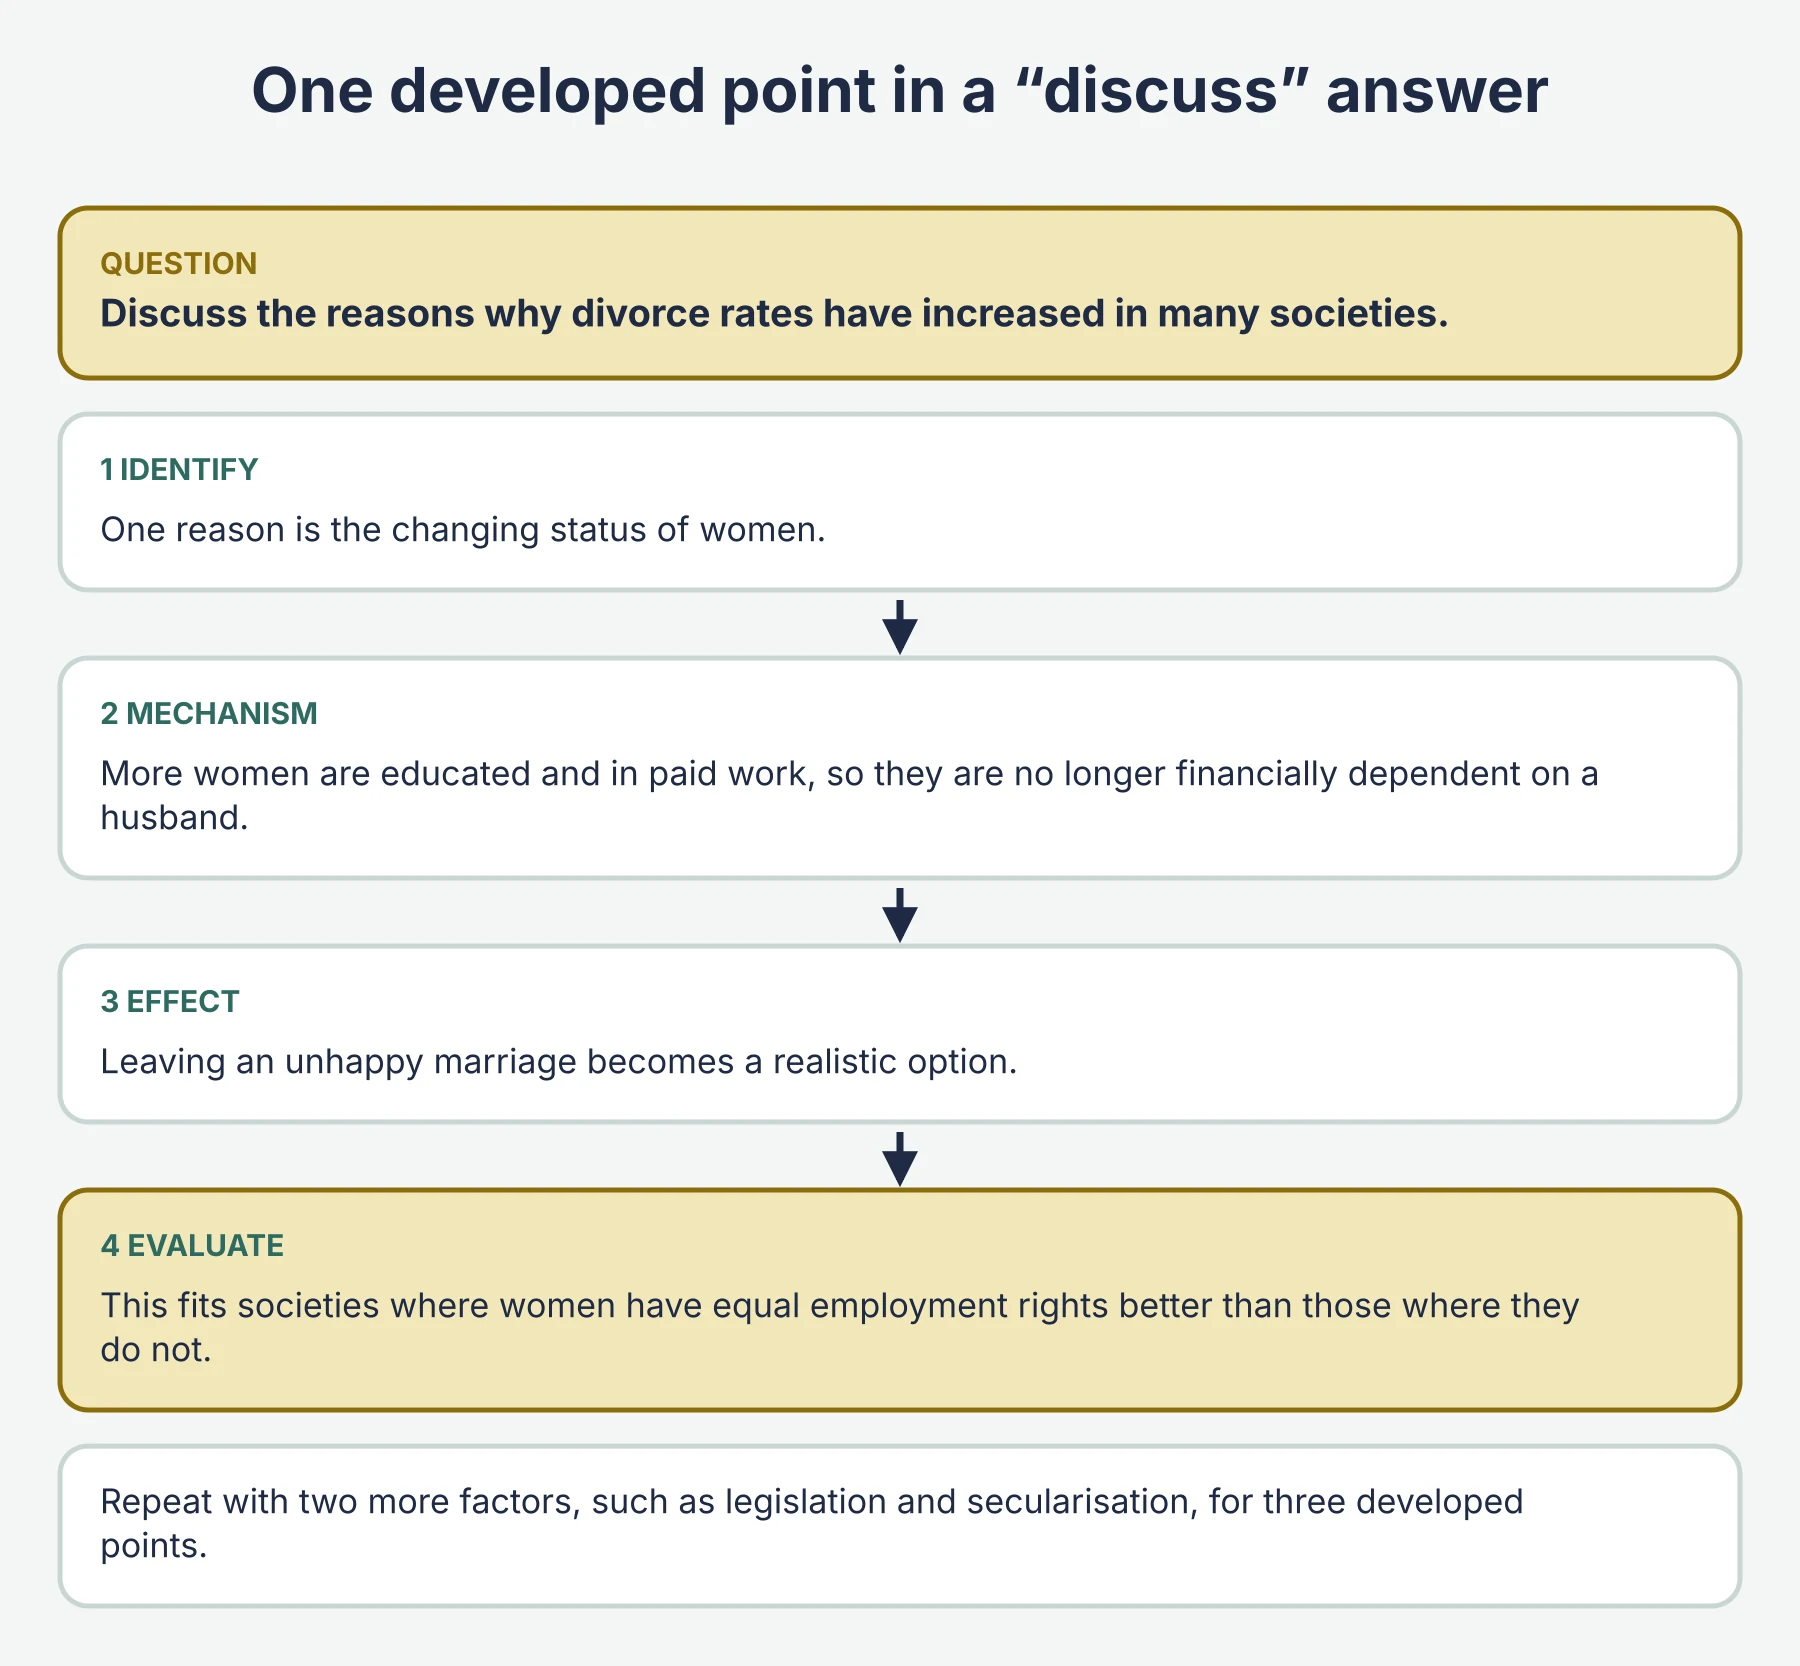 One developed point in a “discuss” answer
QUESTION
Discuss the reasons why divorce rates have increased in many societies.
1 IDENTIFY
One reason is the changing status of women.
2 MECHANISM
More women are educated and in paid work, so they are no longer financially dependent on a
husband.
3 EFFECT
Leaving an unhappy marriage becomes a realistic option.
4 EVALUATE
This fits societies where women have equal employment rights better than those where they
do not.
Repeat with two more factors, such as legislation and secularisation, for three developed
points.